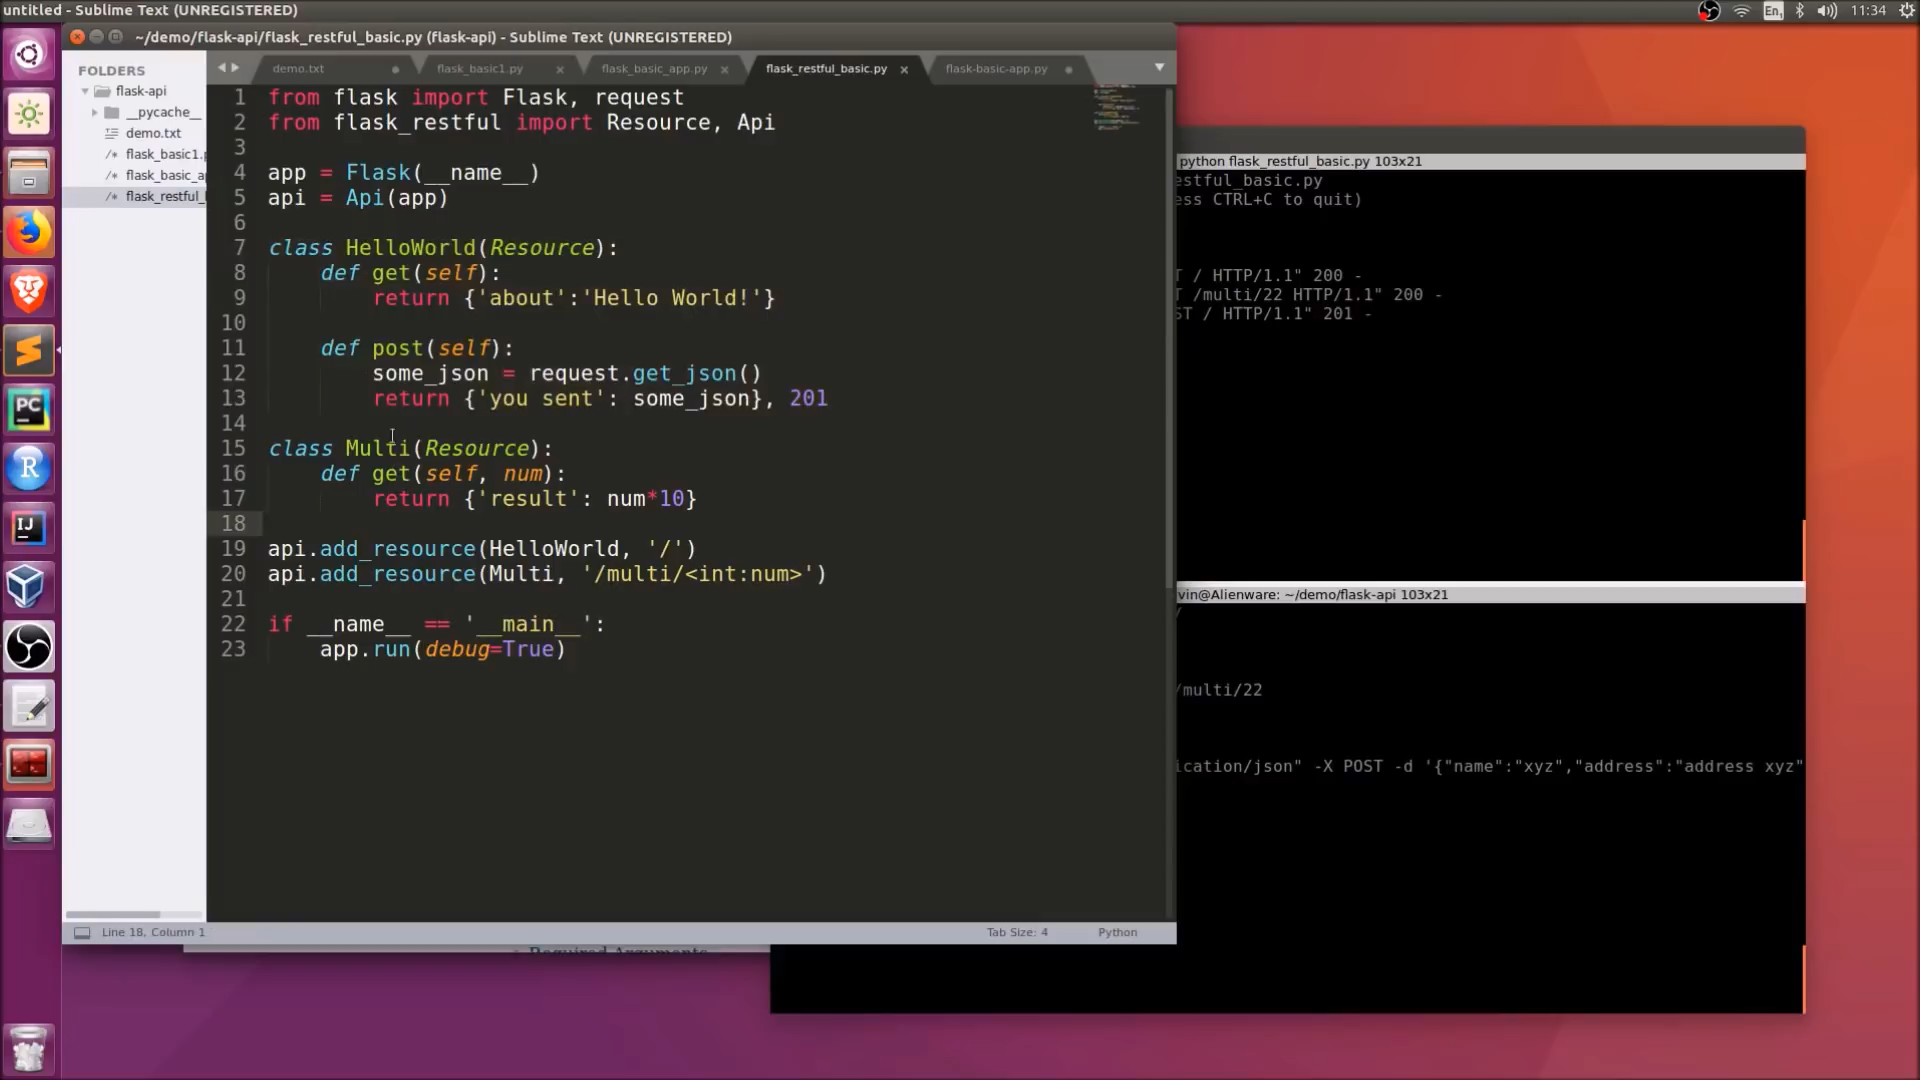 untitled - Sublime Text (UNREGISTERED)
En
11:34
~/demo/flask-api/flask_restful_basic.py (flask-api) - Sublime Text (UNREGISTERED)
FOLDERS
flask-api
__pycache__
demo.txt
flask_basic1.
flask_basic_a
flask_restful_
demo.txt
flask_basic1.py
flask_basic_app.py
flask_restful_basic.py
flask-basic-app.py
1 from flask import Flask, request
2 from flask_restful import Resource, Api
3
4 app = Flask(__name__)
5 api = Api(app)
6
7 class HelloWorld(Resource):
8     def get(self):
9         return {'about':'Hello World!'}
10
11     def post(self):
12         some_json = request.get_json()
13         return {'you sent': some_json}, 201
14
15 class Multi(Resource):
16     def get(self, num):
17         return {'result': num*10}
18
19 api.add_resource(HelloWorld, '/')
20 api.add_resource(Multi, '/multi/<int:num>')
21
22 if __name__ == '__main__':
23     app.run(debug=True)
Line 18, Column 1
Tab Size: 4
Python
python flask_restful_basic.py 103x21
estful_basic.py
ess CTRL+C to quit)
T / HTTP/1.1" 200 -
T /multi/22 HTTP/1.1" 200 -
ST / HTTP/1.1" 201 -
vin@Alienware: ~/demo/flask-api 103x21
/
/multi/22
ication/json" -X POST -d '{"name":"xyz","address":"address xyz"
Required Arguments
PC
R
IJ